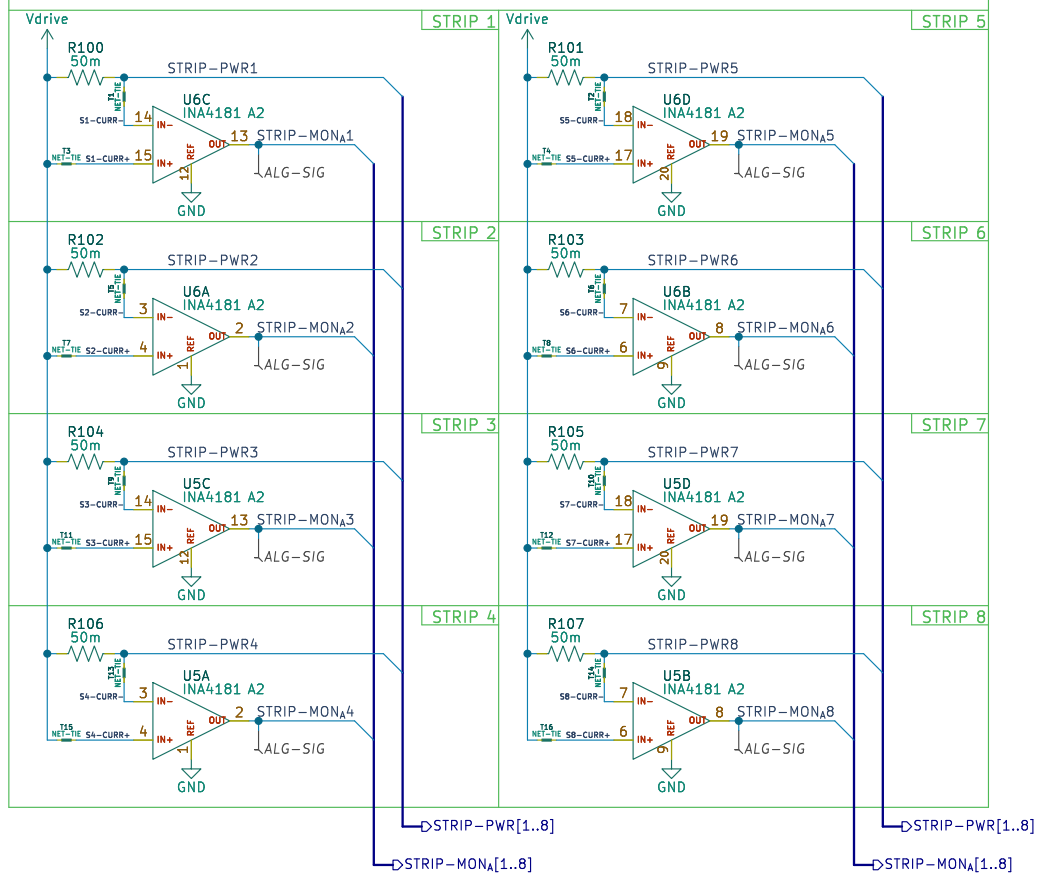 Vdrive
STRIP 1
R100
50m
STRIP-PWR1
T1
NET-TIE
U6C
INA4181 A2
S1-CURR-
14
IN-
OUT
13
STRIP-MONA1
T3
NET-TIE
S1-CURR+
15
IN+
REF
12
ALG-SIG
GND
Vdrive
STRIP 5
R101
50m
STRIP-PWR5
T2
NET-TIE
U6D
INA4181 A2
S5-CURR-
18
IN-
OUT
19
STRIP-MONA5
T4
NET-TIE
S5-CURR+
17
IN+
REF
20
ALG-SIG
GND
STRIP 2
R102
50m
STRIP-PWR2
T5
NET-TIE
U6A
INA4181 A2
S2-CURR-
3
IN-
OUT
2
STRIP-MONA2
T7
NET-TIE
S2-CURR+
4
IN+
REF
1
ALG-SIG
GND
STRIP 6
R103
50m
STRIP-PWR6
T6
NET-TIE
U6B
INA4181 A2
S6-CURR-
7
IN-
OUT
8
STRIP-MONA6
T8
NET-TIE
S6-CURR+
6
IN+
REF
9
ALG-SIG
GND
STRIP 3
R104
50m
STRIP-PWR3
T9
NET-TIE
U5C
INA4181 A2
S3-CURR-
14
IN-
OUT
13
STRIP-MONA3
T11
NET-TIE
S3-CURR+
15
IN+
REF
12
ALG-SIG
GND
STRIP 7
R105
50m
STRIP-PWR7
T10
NET-TIE
U5D
INA4181 A2
S7-CURR-
18
IN-
OUT
19
STRIP-MONA7
T12
NET-TIE
S7-CURR+
17
IN+
REF
20
ALG-SIG
GND
STRIP 4
R106
50m
STRIP-PWR4
T13
NET-TIE
U5A
INA4181 A2
S4-CURR-
3
IN-
OUT
2
STRIP-MONA4
T15
NET-TIE
S4-CURR+
4
IN+
REF
1
ALG-SIG
GND
STRIP 8
R107
50m
STRIP-PWR8
T14
NET-TIE
U5B
INA4181 A2
S8-CURR-
7
IN-
OUT
8
STRIP-MONA8
T16
NET-TIE
S8-CURR+
6
IN+
REF
9
ALG-SIG
GND
STRIP-PWR[1..8]
STRIP-MONA[1..8]
STRIP-PWR[1..8]
STRIP-MONA[1..8]